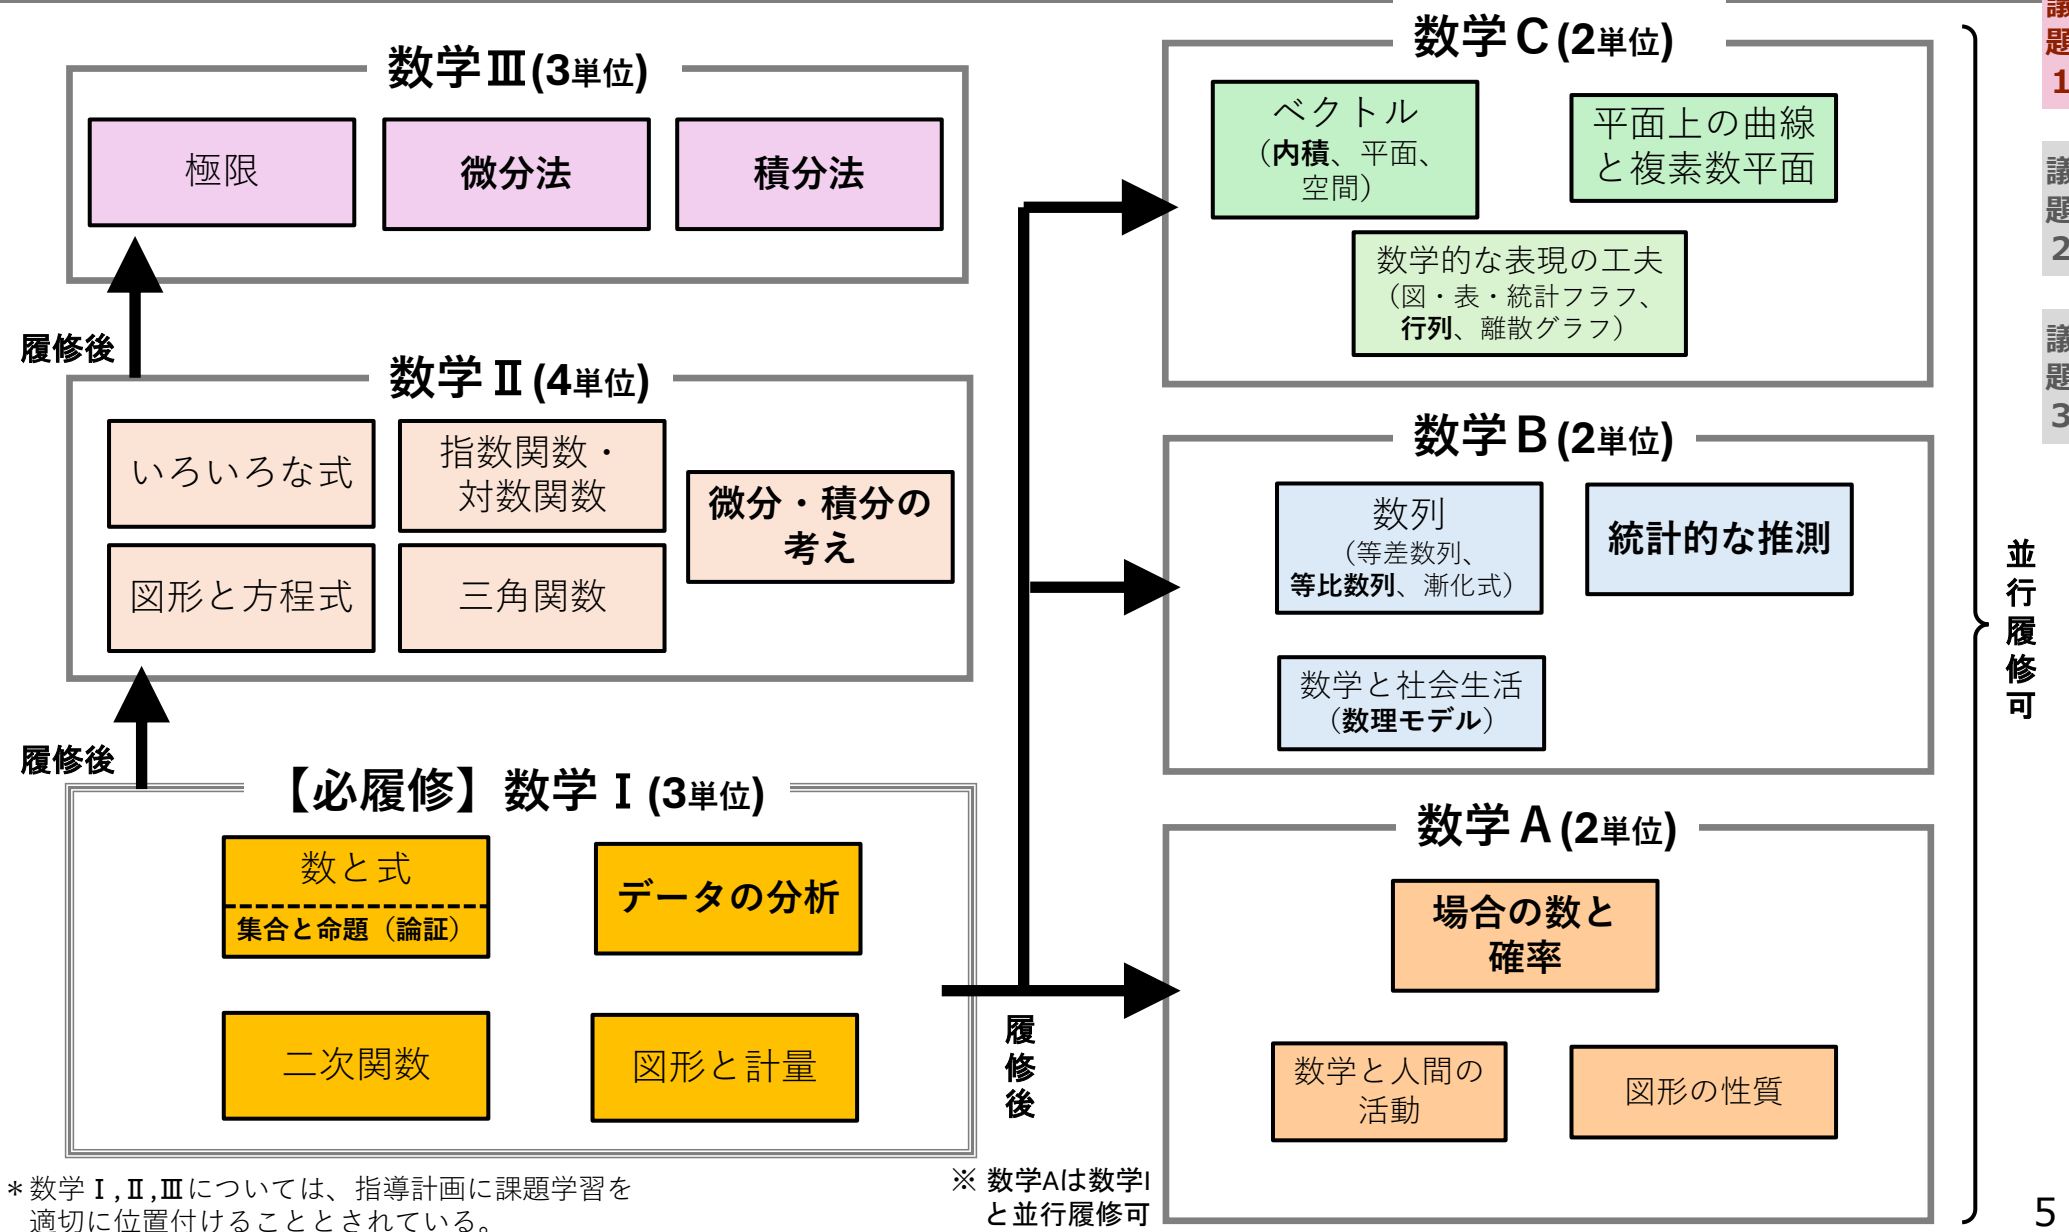 数学Ⅲ(3単位)
極限
微分法
積分法
履修後
数学Ⅱ(4単位)
いろいろな式
指数関数・
対数関数
微分・積分の
考え
図形と方程式
三角関数
履修後
【必履修】数学Ⅰ(3単位)
数と式
集合と命題（論証）
データの分析
二次関数
図形と計量
＊数学Ⅰ,Ⅱ,Ⅲについては、指導計画に課題学習を
適切に位置付けることとされている。
履
修
後
※ 数学Aは数学I
と並行履修可
数学C(2単位)
ベクトル
（内積、平面、
空間）
平面上の曲線
と複素数平面
数学的な表現の工夫
（図・表・統計フラフ、
行列、離散グラフ）
数学B(2単位)
数列
（等差数列、
等比数列、漸化式）
統計的な推測
数学と社会生活
（数理モデル）
数学A(2単位)
場合の数と
確率
数学と人間の
活動
図形の性質
並
行
履
修
可
議
題
1
議
題
2
議
題
3
5